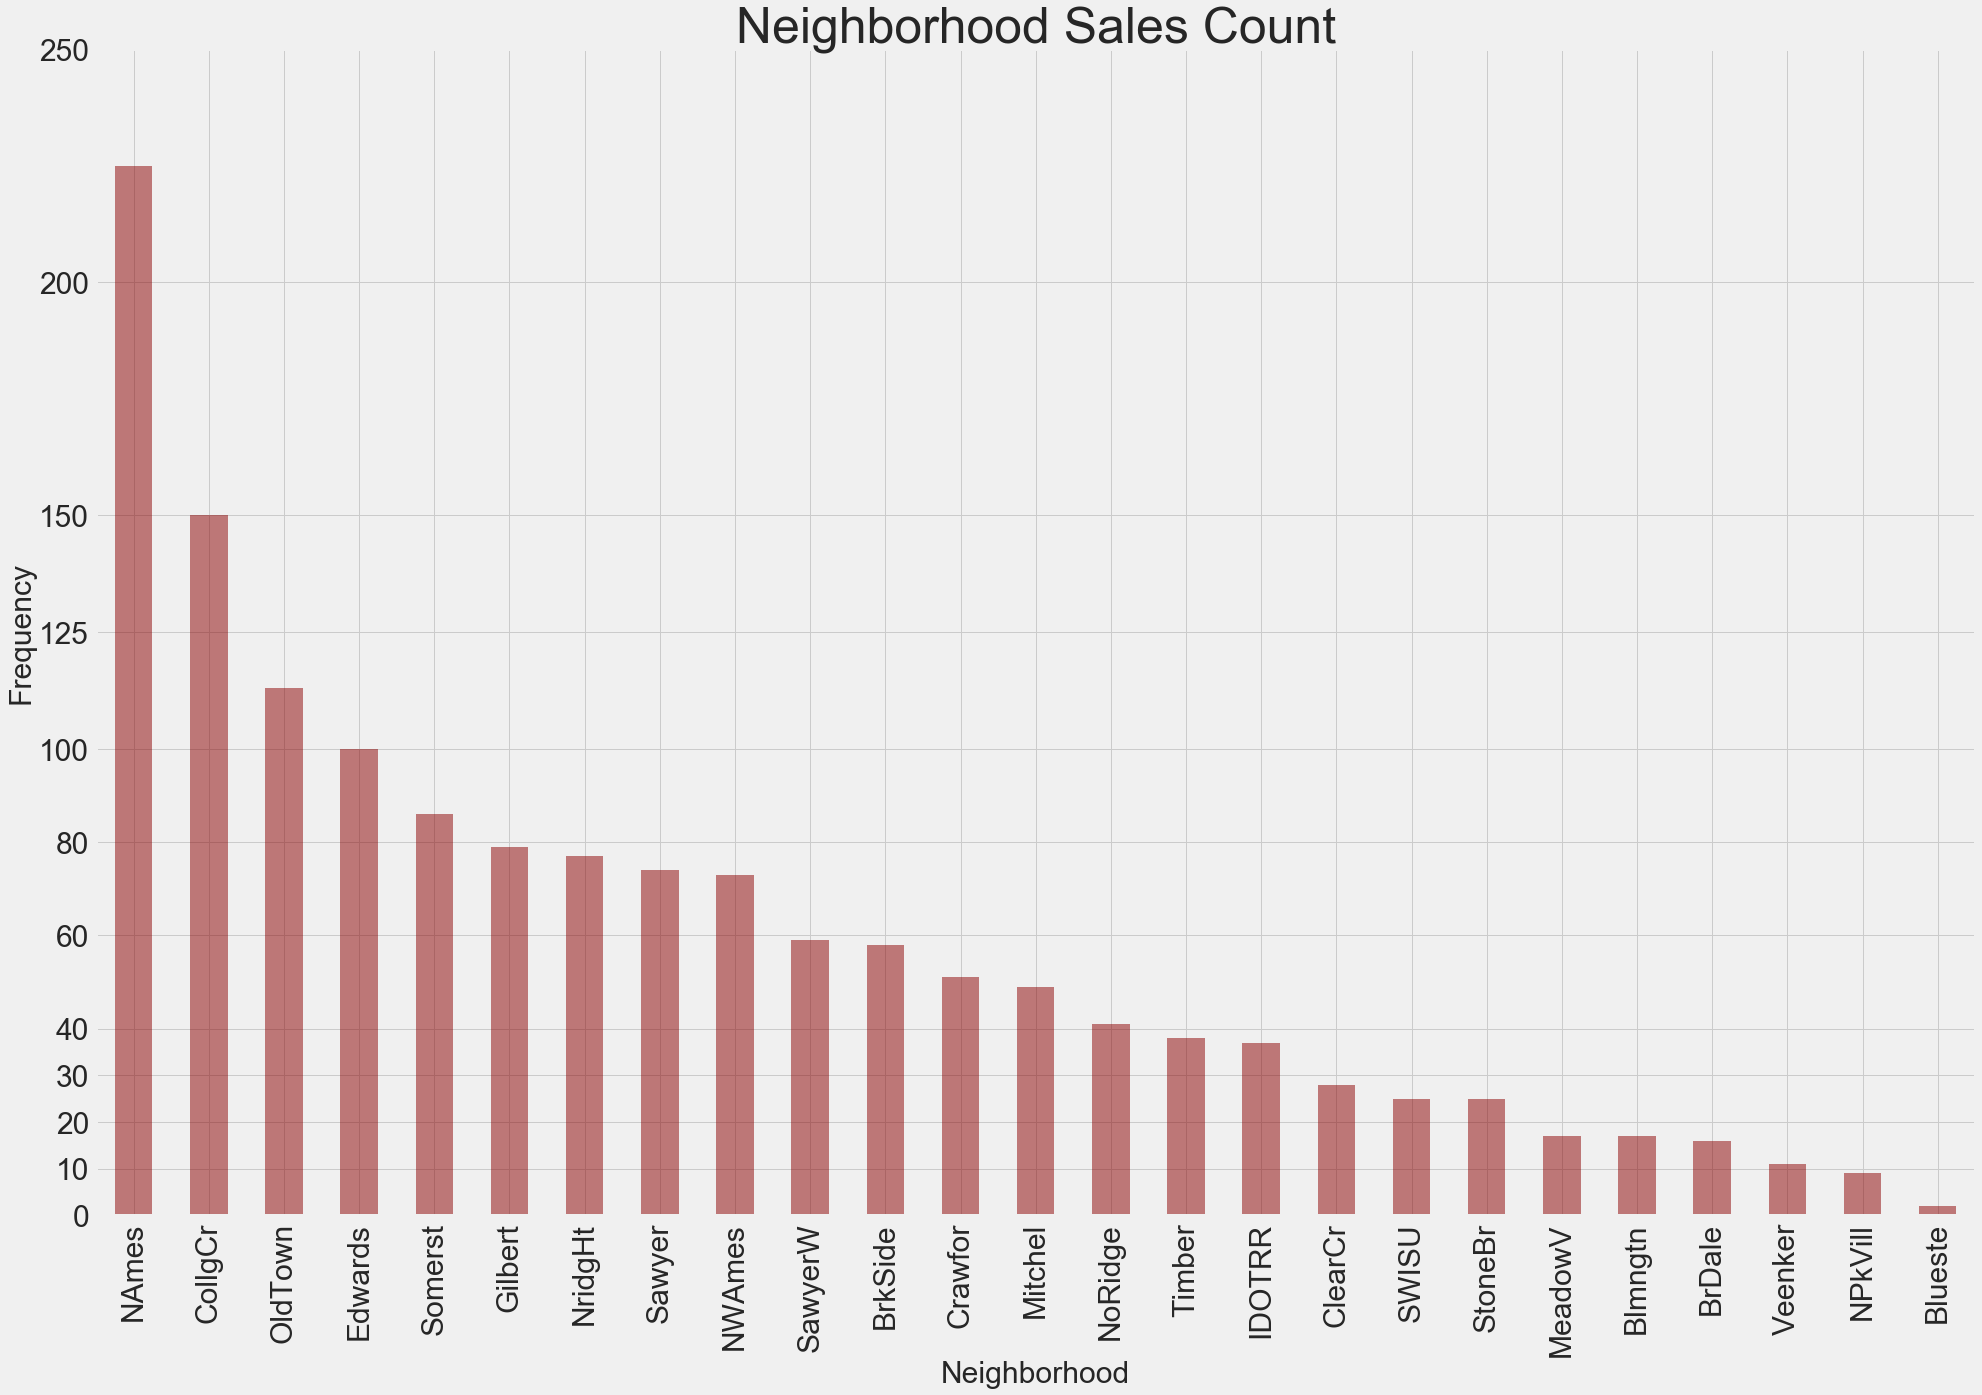 Neighborhood Sales Count
250
200
150
125
100
80
60
40
30
20
10
0
Frequency
NAmes
CollgCr
OldTown
Edwards
Somerst
Gilbert
NridgHt
Sawyer
NWAmes
SawyerW
BrkSide
Crawfor
Mitchel
NoRidge
Timber
IDOTRR
ClearCr
SWISU
StoneBr
MeadowV
Blmngtn
BrDale
Veenker
NPkVill
Blueste
Neighborhood